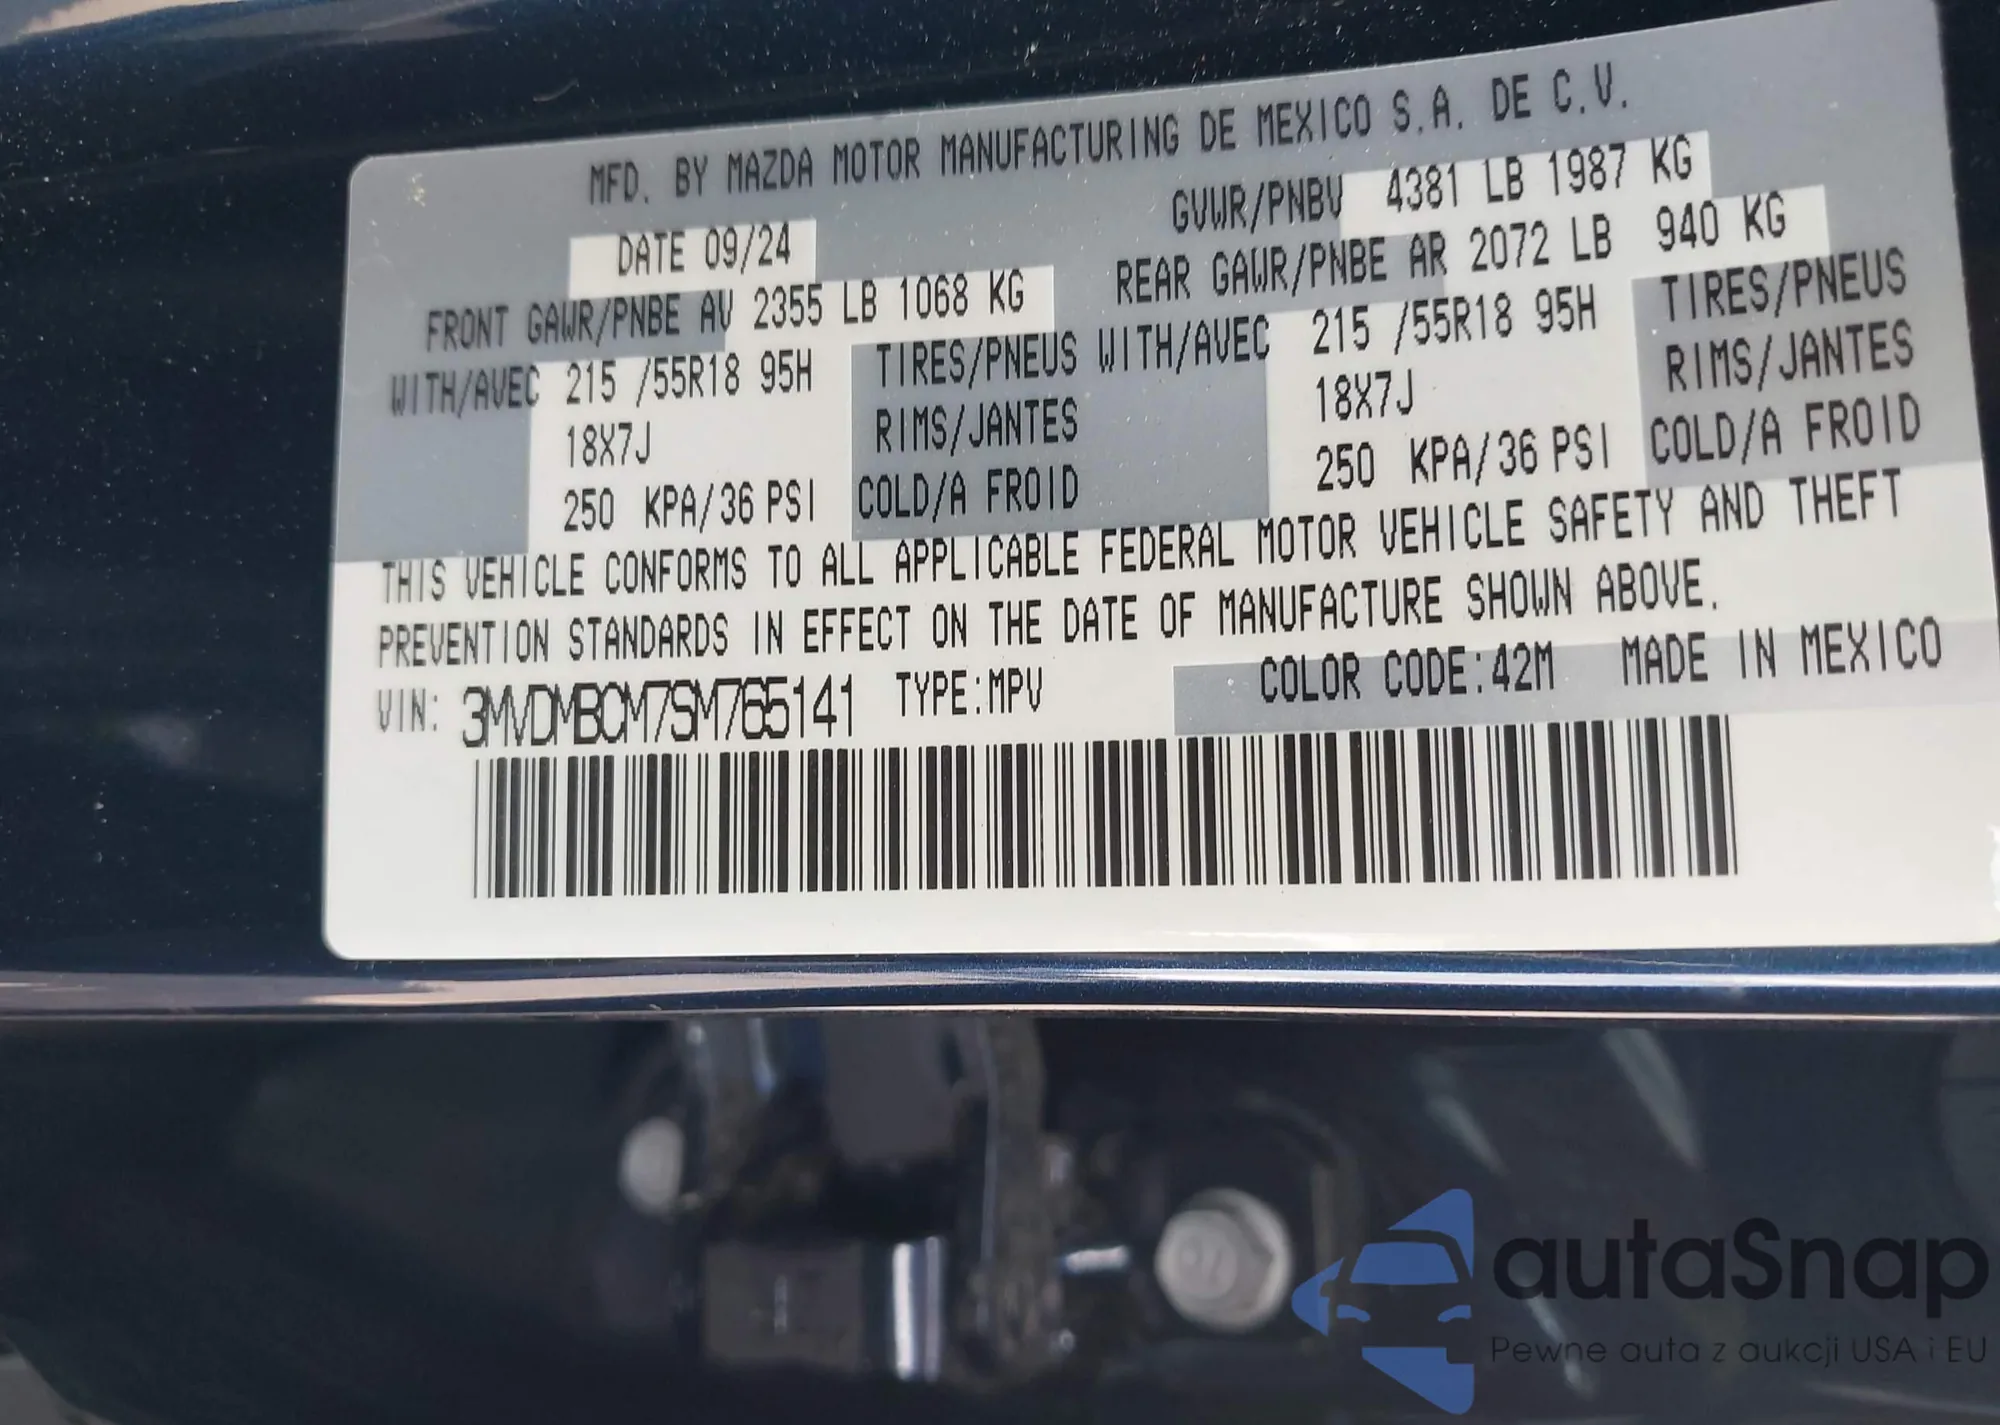 MFD. BY MAZDA MOTOR MANUFACTURING DE MEXICO S.A. DE C.V.
DATE 09/24 GVWR/PNBV 4381 LB 1987 KG
FRONT GAWR/PNBE AV 2355 LB 1068 KG REAR GAWR/PNBE AR 2072 LB 940 KG
WITH/AVEC 215 /55R18 95H TIRES/PNEUS WITH/AVEC 215 /55R18 95H TIRES/PNEUS
18X7J RIMS/JANTES 18X7J RIMS/JANTES
250 KPA/36 PSI COLD/A FROID 250 KPA/36 PSI COLD/A FROID
THIS VEHICLE CONFORMS TO ALL APPLICABLE FEDERAL MOTOR VEHICLE SAFETY AND THEFT
PREVENTION STANDARDS IN EFFECT ON THE DATE OF MANUFACTURE SHOWN ABOVE.
VIN: 3MVDMBCM7SM765141 TYPE:MPV COLOR CODE:42M MADE IN MEXICO
autaSnap
Pewne auta z aukcji USA i EU